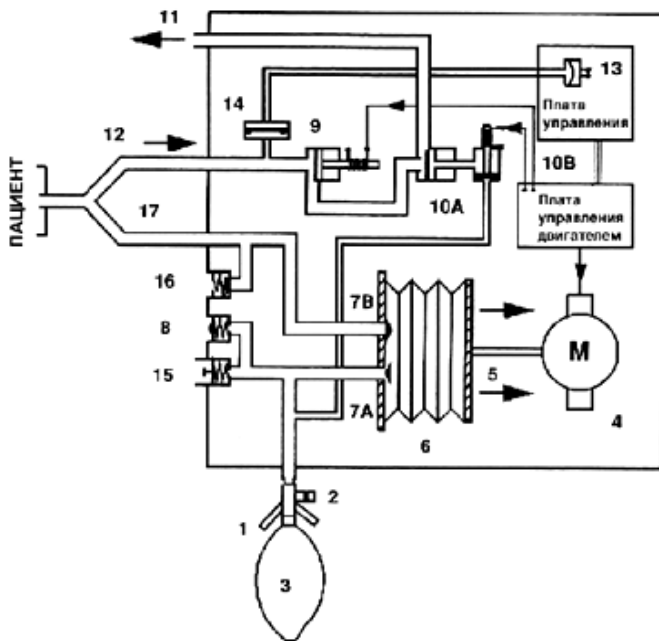 11
13
Плата
управления
14
9
12
10B
10A
Плата
управления
двигателем
ПАЦИЕНТ
17
16
7B
8
M
15
5
7A
4
6
2
1
3